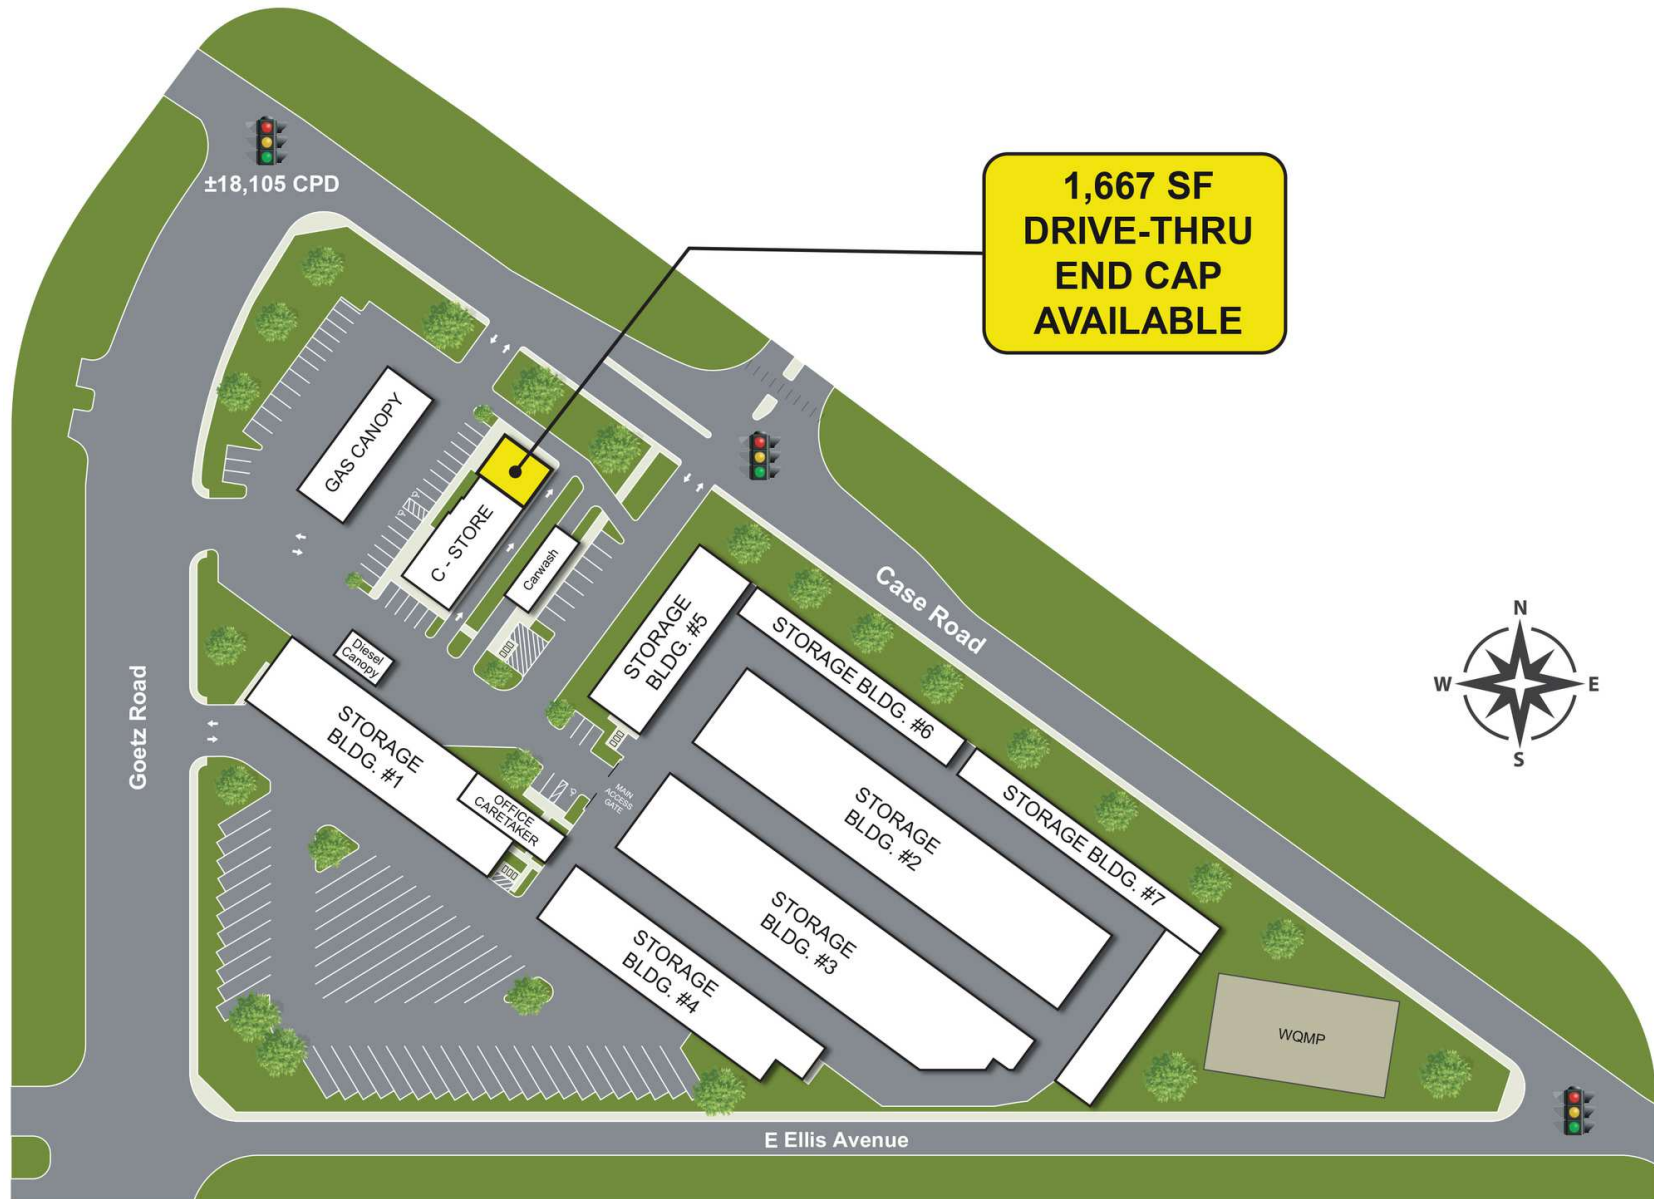 ±18,105 CPD
1,667 SF
DRIVE-THRU
END CAP
AVAILABLE
GAS CANOPY
C - STORE
Carwash
Case Road
STORAGE
BLDG. #5
STORAGE BLDG. #6
Diesel
Canopy
Goetz Road
STORAGE
BLDG. #1
OFFICE
CARETAKER
MAIN
ACCESS
GATE
STORAGE
BLDG. #2
STORAGE BLDG. #7
STORAGE
BLDG. #3
STORAGE
BLDG. #4
WQMP
E Ellis Avenue
N
W
E
S